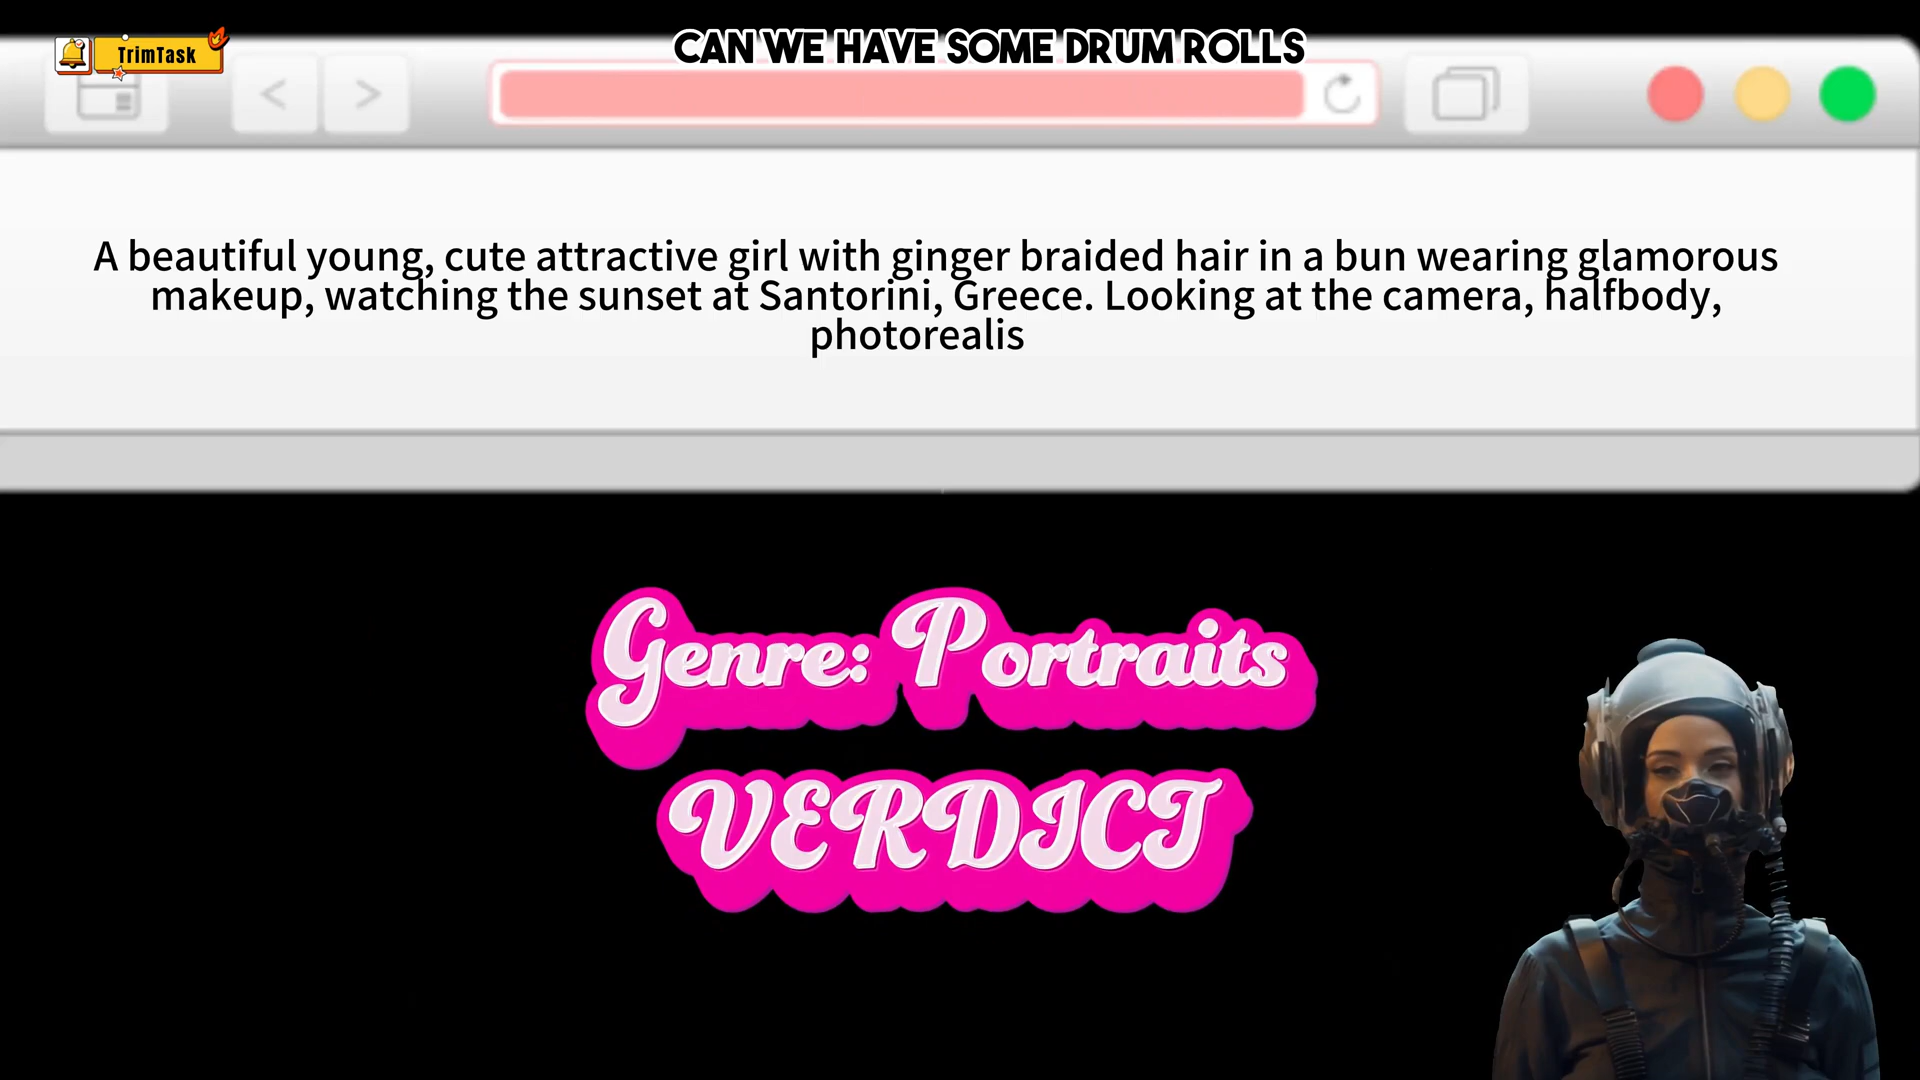 CAN WE HAVE SOME DRUM ROLLS
TrimTask
A beautiful young, cute attractive girl with ginger braided hair in a bun wearing glamorous
makeup, watching the sunset at Santorini, Greece. Looking at the camera, halfbody,
photorealis
Genre: Portraits
VERDICT